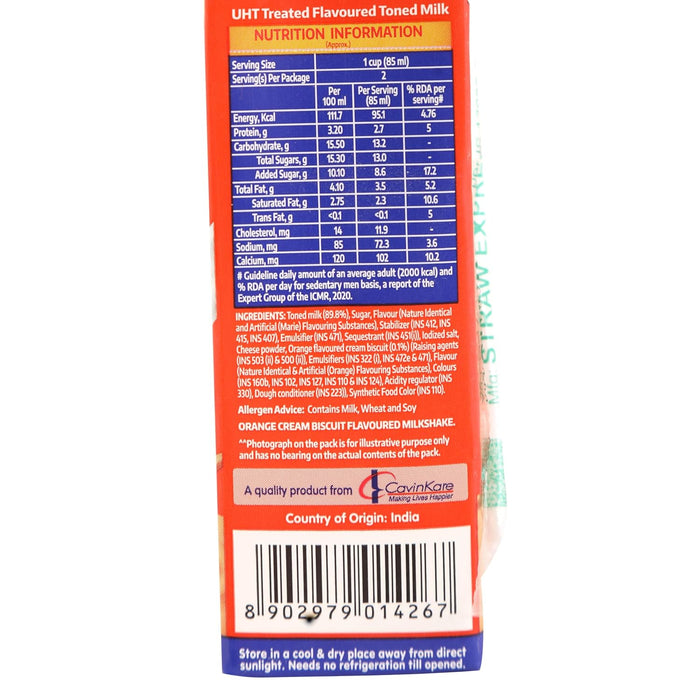 UHT Treated Flavoured Toned Milk
NUTRITION INFORMATION
(Approx.)
Serving Size 1 cup (85 ml)
Serving(s) Per Package 2
Per 100 ml Per Serving (85 ml) % RDA per serving#
Energy, Kcal 111.7 95.1 4.76
Protein, g 3.20 2.7 5
Carbohydrate, g 15.50 13.2 -
Total Sugars, g 15.30 13.0 -
Added Sugar, g 10.10 8.6 17.2
Total Fat, g 4.10 3.5 5.2
Saturated Fat, g 2.75 2.3 10.6
Trans Fat, g <0.1 <0.1 5
Cholesterol, mg 14 11.9 -
Sodium, mg 85 72.3 3.6
Calcium, mg 120 102 10.2
# Guideline daily amount of an average adult (2000 kcal) and
% RDA per day for sedentary men basis, a report of the
Expert Group of the ICMR, 2020.
INGREDIENTS: Toned milk (89.8%), Sugar, Flavour (Nature Identical
and Artificial (Marie) Flavouring Substances), Stabilizer (INS 412, INS
415, INS 407), Emulsifier (INS 471), Sequestrant (INS 451(i)), Iodized salt,
Cheese powder, Orange flavoured cream biscuit (0.1%) (Raising agents
(INS 503 (ii) & 500 (ii)), Emulsifiers (INS 322 (i), INS 472e & 471), Flavour
(Nature Identical & Artificial (Orange) Flavouring Substances), Colours
(INS 160b, INS 102, INS 127, INS 110 & INS 124), Acidity regulator (INS
330), Dough conditioner (INS 223)), Synthetic Food Color (INS 110).
Allergen Advice: Contains Milk, Wheat and Soy
ORANGE CREAM BISCUIT FLAVOURED MILKSHAKE.
^^Photograph on the pack is for illustrative purpose only
and has no bearing on the actual contents of the pack.
A quality product from CavinKare
Making Lives Happier
Country of Origin: India
8 902979 014267
Store in a cool & dry place away from direct
sunlight. Needs no refrigeration till opened.
Mfg: STRAW EXPRE